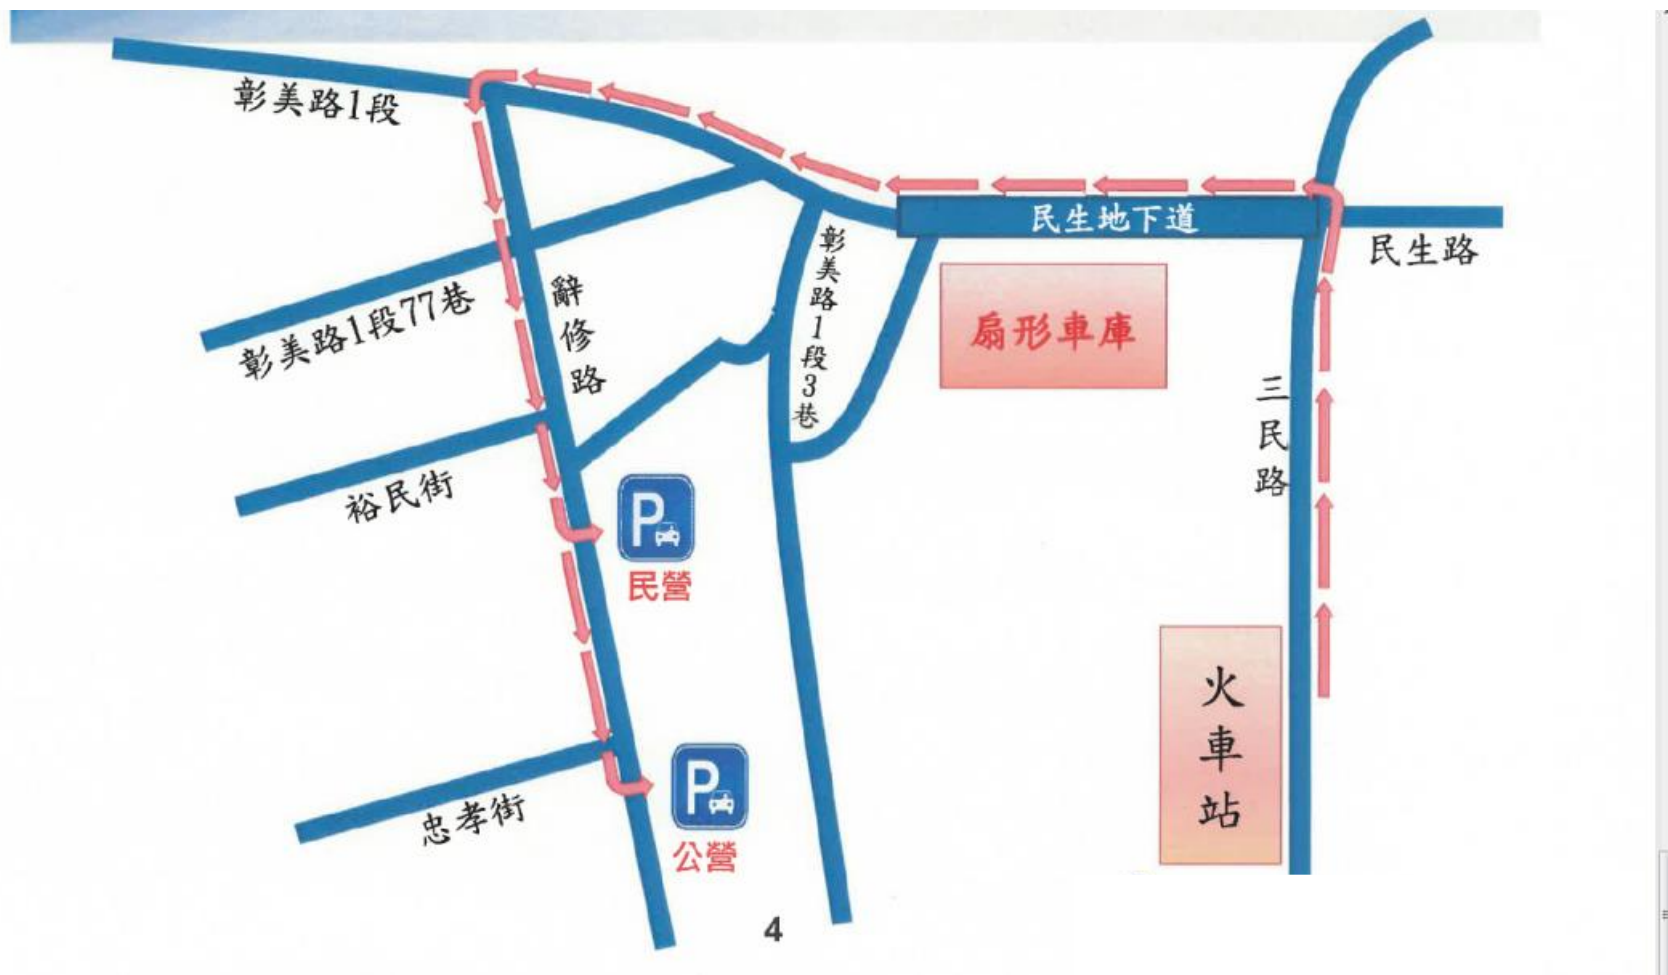 彰美路1段
民生地下道
民生路
彰美路1段3巷
扇形車庫
彰美路1段77巷
辭修路
三民路
裕民街
民營
火車站
忠孝街
公營
4